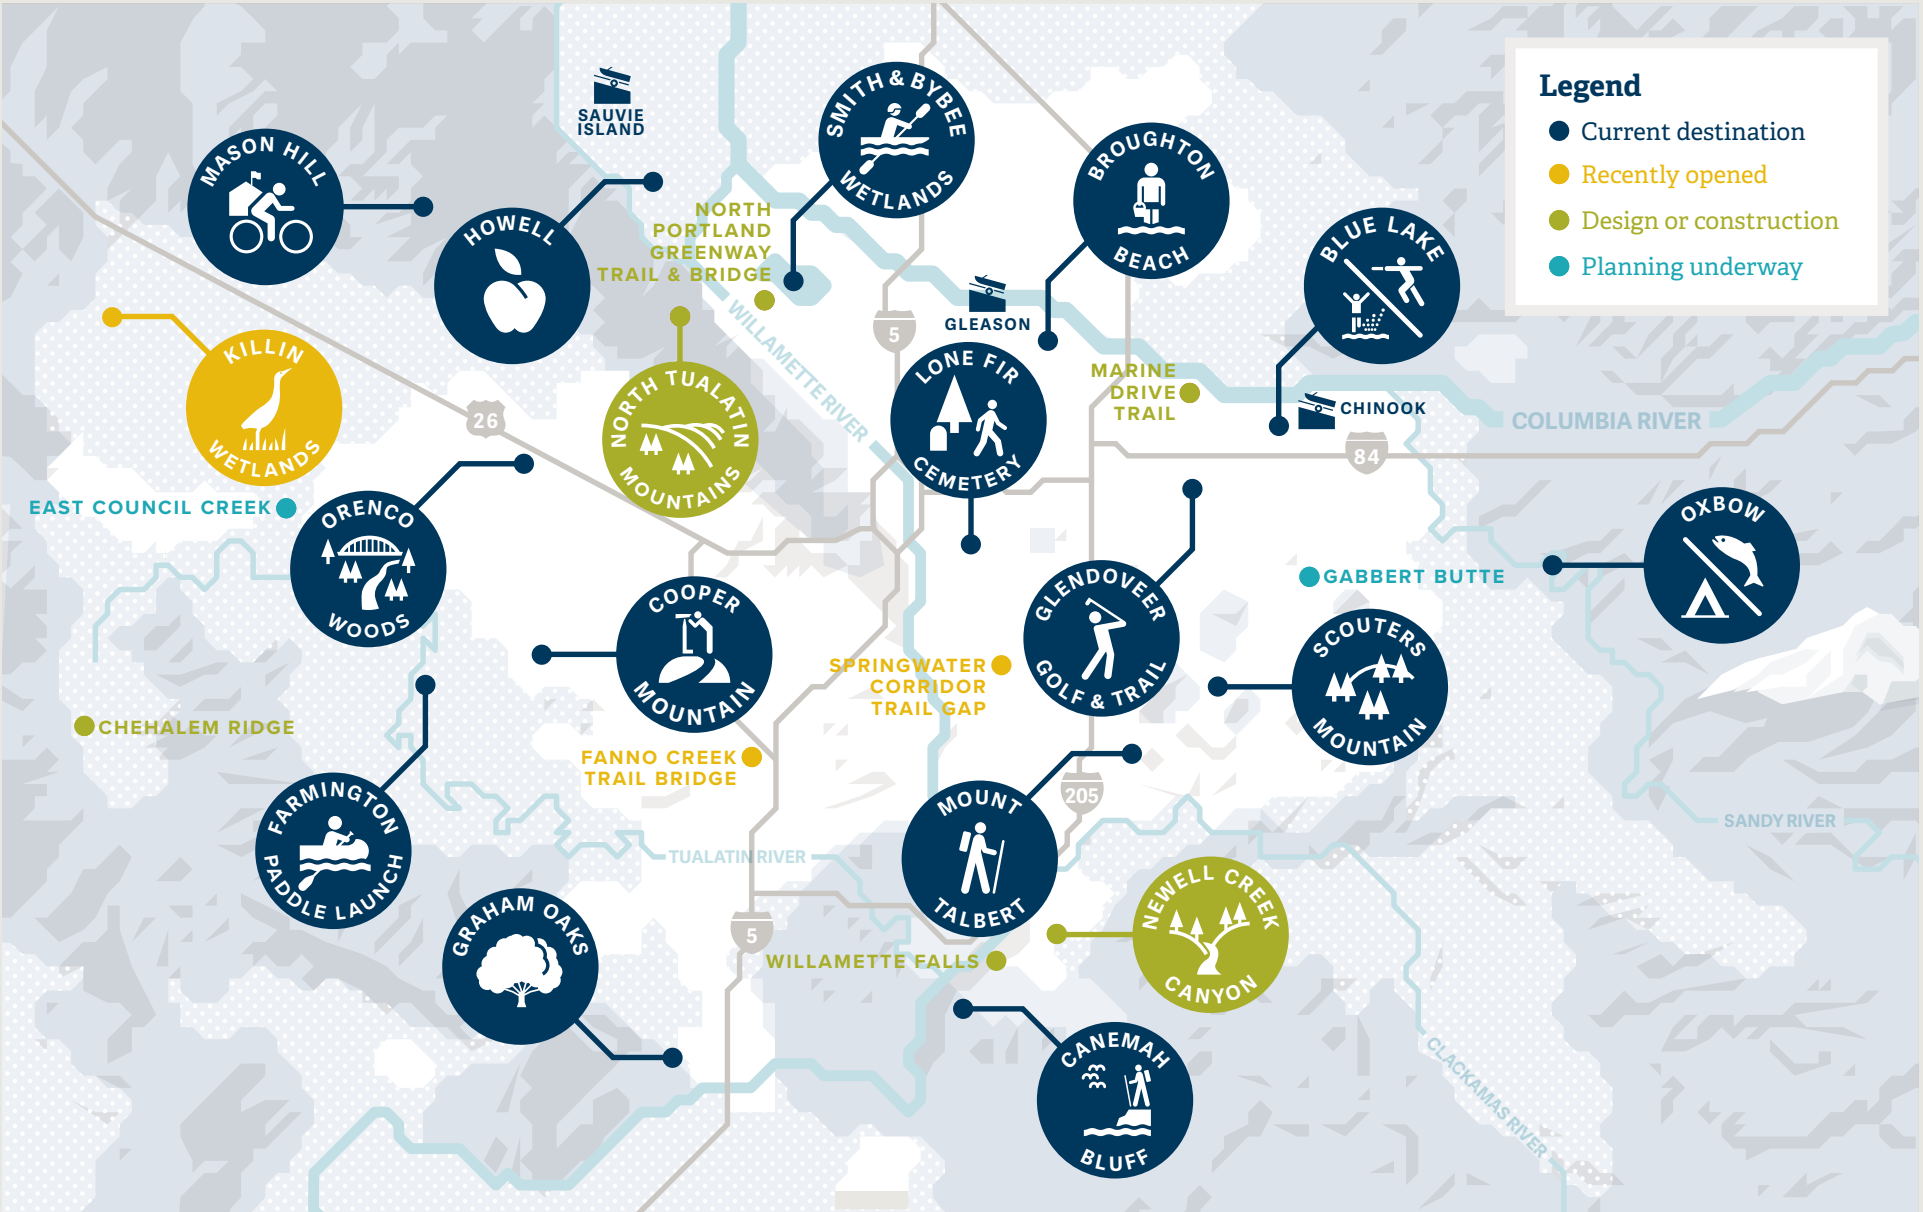 Legend
Current destination
Recently opened
Design or construction
Planning underway
SAUVIE
ISLAND
SMITH & BYBEE
WETLANDS
MASON HILL
HOWELL
BROUGHTON
BEACH
BLUE LAKE
NORTH
PORTLAND
GREENWAY
TRAIL & BRIDGE
WILLAMETTE RIVER
5
GLEASON
KILLIN
WETLANDS
26
NORTH TUALATIN
MOUNTAINS
LONE FIR
CEMETERY
MARINE
DRIVE
TRAIL
CHINOOK
COLUMBIA RIVER
84
EAST COUNCIL CREEK
ORENCO
WOODS
OXBOW
GABBERT BUTTE
COOPER
MOUNTAIN
GLENDOVEER
GOLF & TRAIL
SCOUTERS
MOUNTAIN
SPRINGWATER
CORRIDOR
TRAIL GAP
CHEHALEM RIDGE
FANNO CREEK
TRAIL BRIDGE
FARMINGTON
PADDLE LAUNCH
MOUNT
TALBERT
205
SANDY RIVER
TUALATIN RIVER
GRAHAM OAKS
5
WILLAMETTE FALLS
NEWELL CREEK
CANYON
CANEMAH
BLUFF
CLACKAMAS RIVER